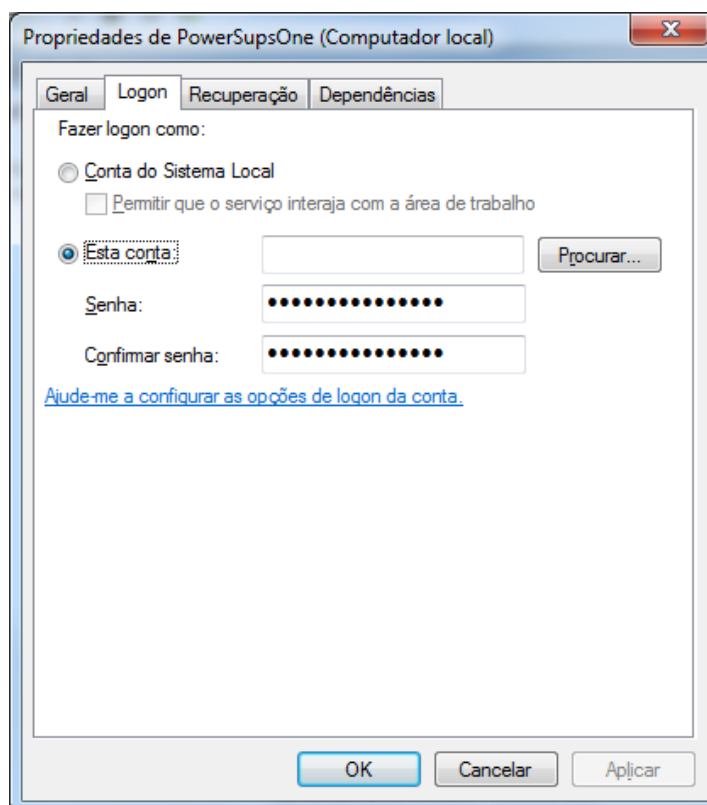 Propriedades de PowerSupsOne (Computador local)
Geral Logon Recuperação Dependências
Fazer logon como:
Conta do Sistema Local
Permitir que o serviço interaja com a área de trabalho
Esta conta: Procurar...
Senha: •••••••••••••••
Confirmar senha: •••••••••••••••
Ajude-me a configurar as opções de logon da conta.
OK Cancelar Aplicar